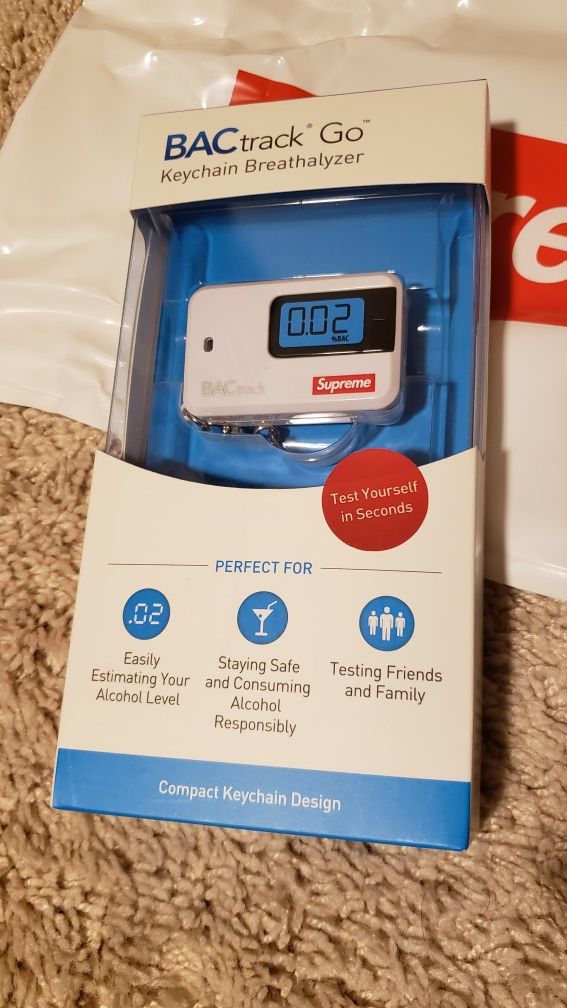 BACtrack® Go™
Keychain Breathalyzer
re
0.02
%BAC
BACtrack
Supreme
Test Yourself
in Seconds
PERFECT FOR
.02
Easily
Estimating Your
Alcohol Level
Staying Safe
and Consuming
Alcohol
Responsibly
Testing Friends
and Family
Compact Keychain Design